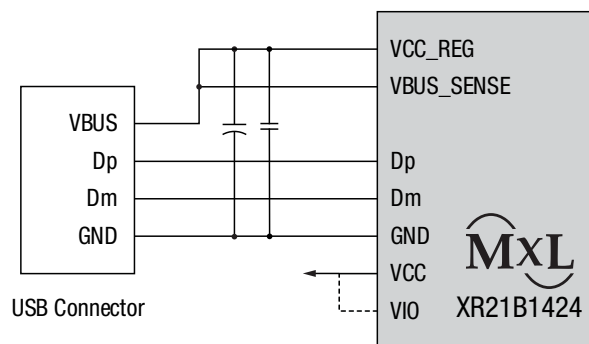 VBUS
Dp
Dm
GND
USB Connector
VCC_REG
VBUS_SENSE
Dp
Dm
GND
VCC
VIO
MxL
XR21B1424